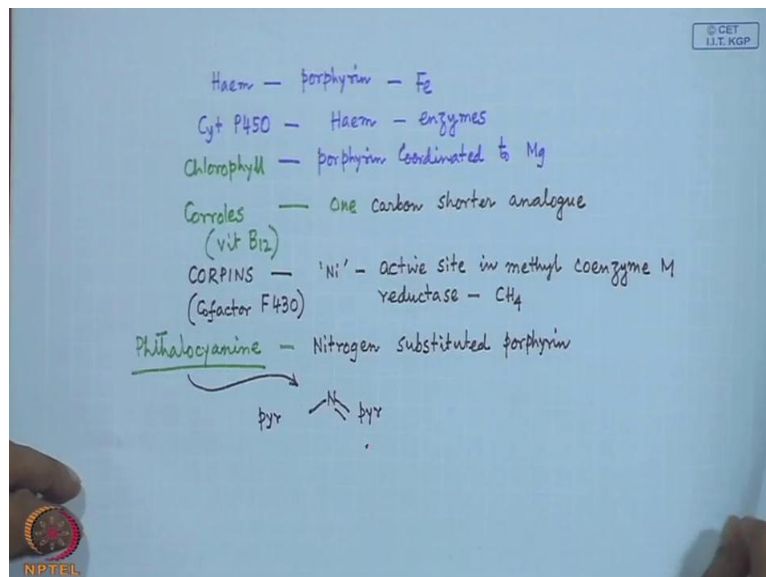 © CET
I.I.T. KGP
Haem — porphyrin — Fe
Cyt P450 — Haem — enzymes
Chlorophyll — porphyrin Coordinated to Mg
Corroles — One carbon shorter analogue
(vit B12)
CORPINS — 'Ni' — active site in methyl coenzyme M
(Cofactor F430) reductase — CH4
Phthalocyanine — Nitrogen substituted porphyrin
pyr N pyr
NPTEL